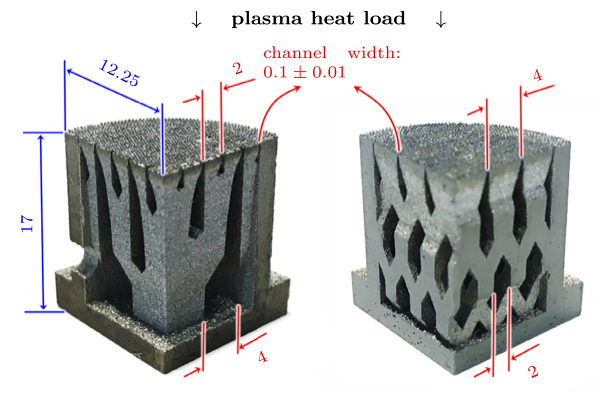 ↓ plasma heat load ↓
channel width:
0.1 ± 0.01
12.25
2
4
17
4
2